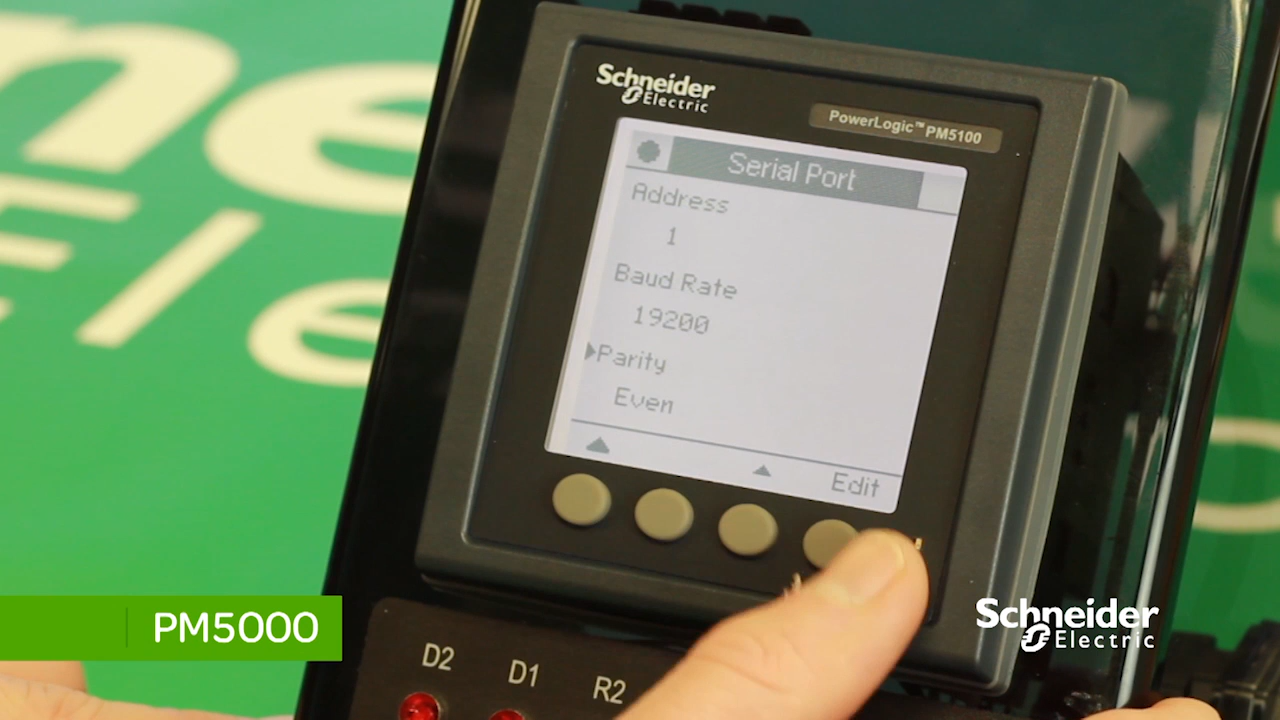 Schneider
Electric
PowerLogic™ PM5100
Serial Port
Address
1
Baud Rate
19200
Parity
Even
Edit
PM5000
D2
D1
R2
Schneider
Electric